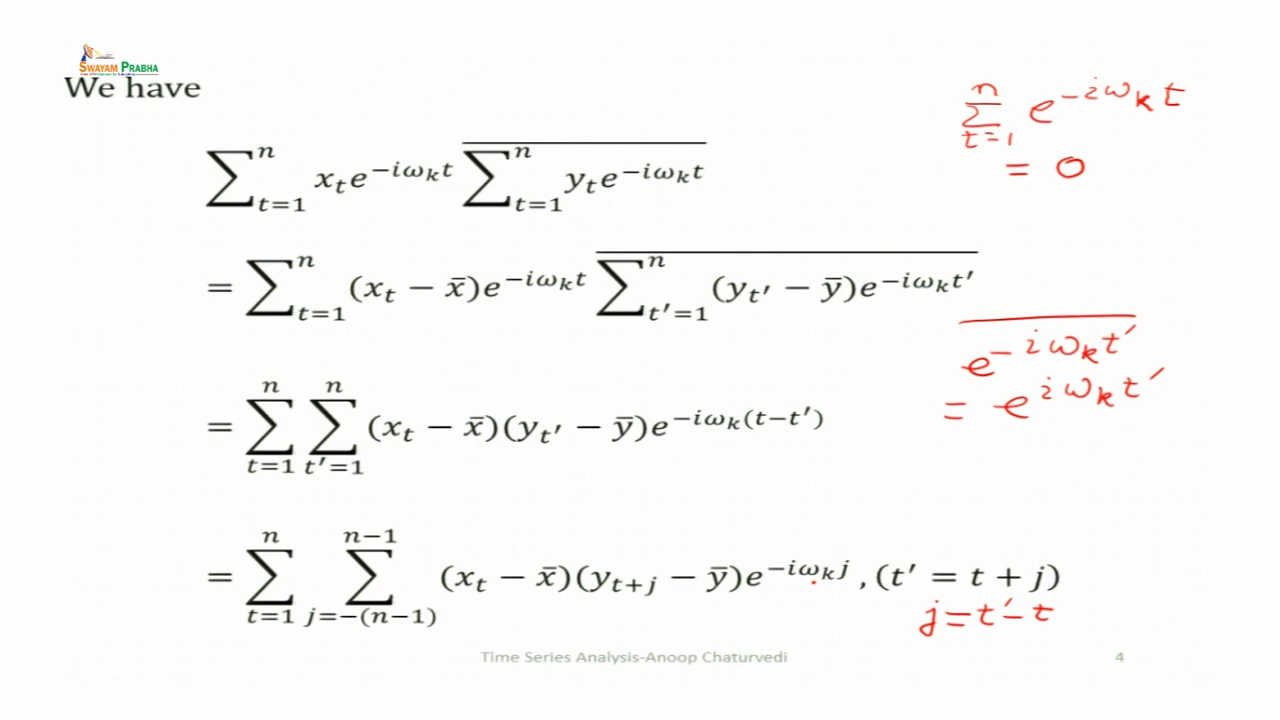 SWAYAM PRABHA
We have
∑_{t=1}^{n} x_t e^{−iω_k t} \overline{∑_{t=1}^{n} y_t e^{−iω_k t}}
∑_{t=1}^{n} e^{−iω_k t}
= 0
= ∑_{t=1}^{n} (x_t − x̄)e^{−iω_k t} \overline{∑_{t′=1}^{n} (y_{t′} − ȳ)e^{−iω_k t′}}
\overline{e^{−iω_k t′}}
= e^{iω_k t′}
= ∑_{t=1}^{n} ∑_{t′=1}^{n} (x_t − x̄)(y_{t′} − ȳ)e^{−iω_k(t−t′)}
= ∑_{t=1}^{n} ∑_{j=−(n−1)}^{n−1} (x_t − x̄)(y_{t+j} − ȳ)e^{−iω_k j}, (t′ = t + j)
j = t′ − t
Time Series Analysis-Anoop Chaturvedi 4